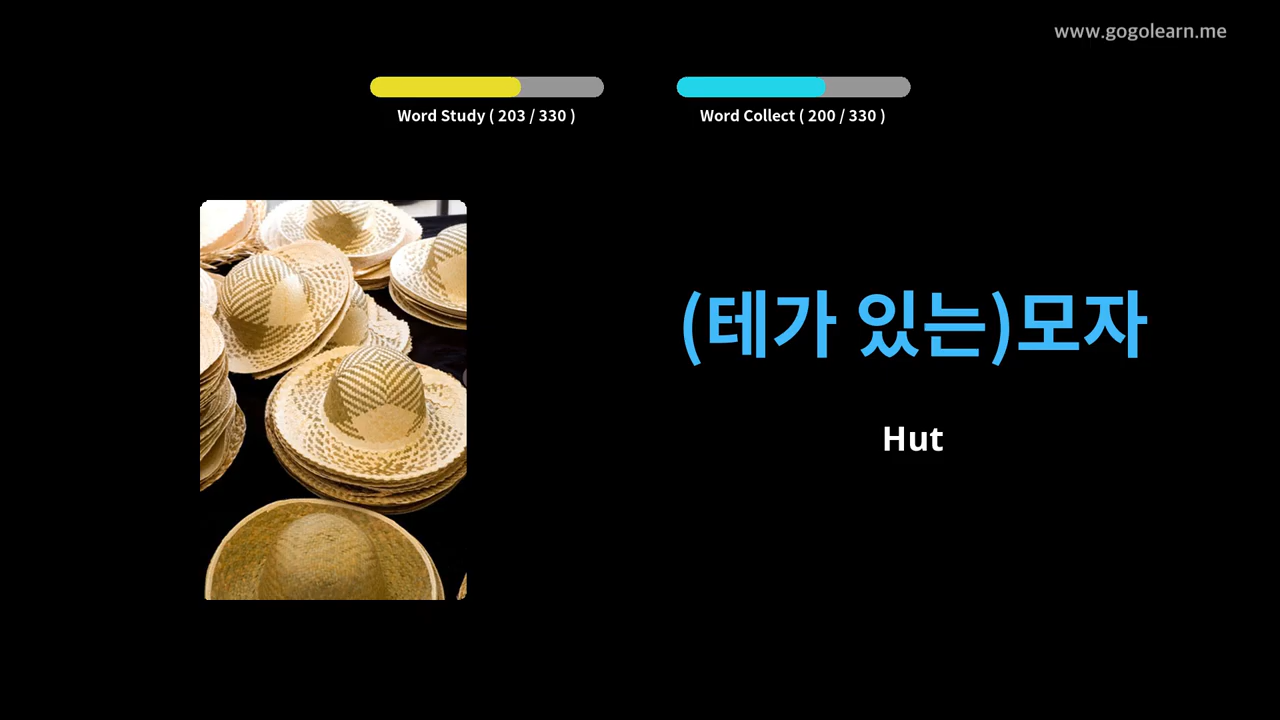 www.gogolearn.me
Word Study ( 203 / 330 )
Word Collect ( 200 / 330 )
(테가 있는)모자
Hut